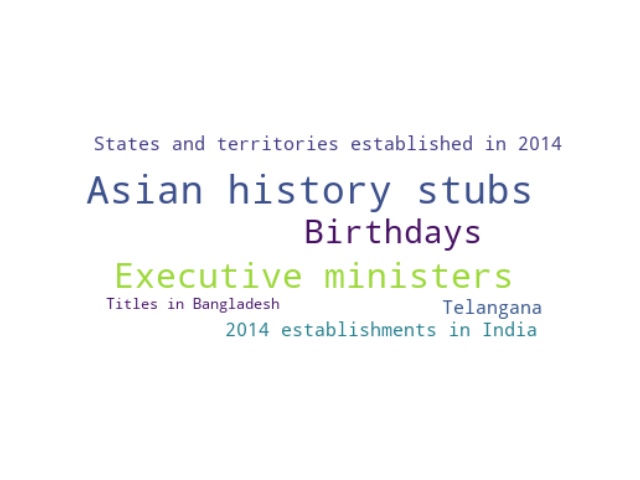 States and territories established in 2014
Asian history stubs
Birthdays
Executive ministers
Titles in Bangladesh
Telangana
2014 establishments in India